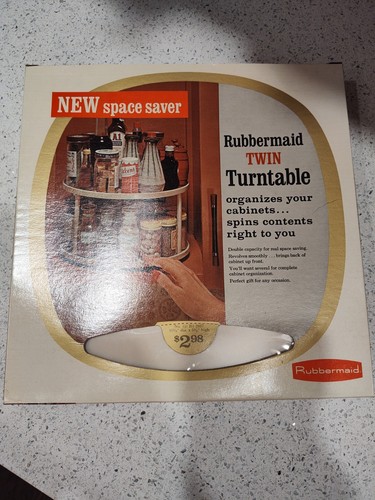 NEW space saver
Rubbermaid
TWIN
Turntable
organizes your
cabinets...
spins contents
right to you
Double capacity for real space saving.
Revolves smoothly...brings back of
cabinet up front.
You'll want several for complete
cabinet organization.
Perfect gift for any occasion.
A1
$2.98
Rubbermaid